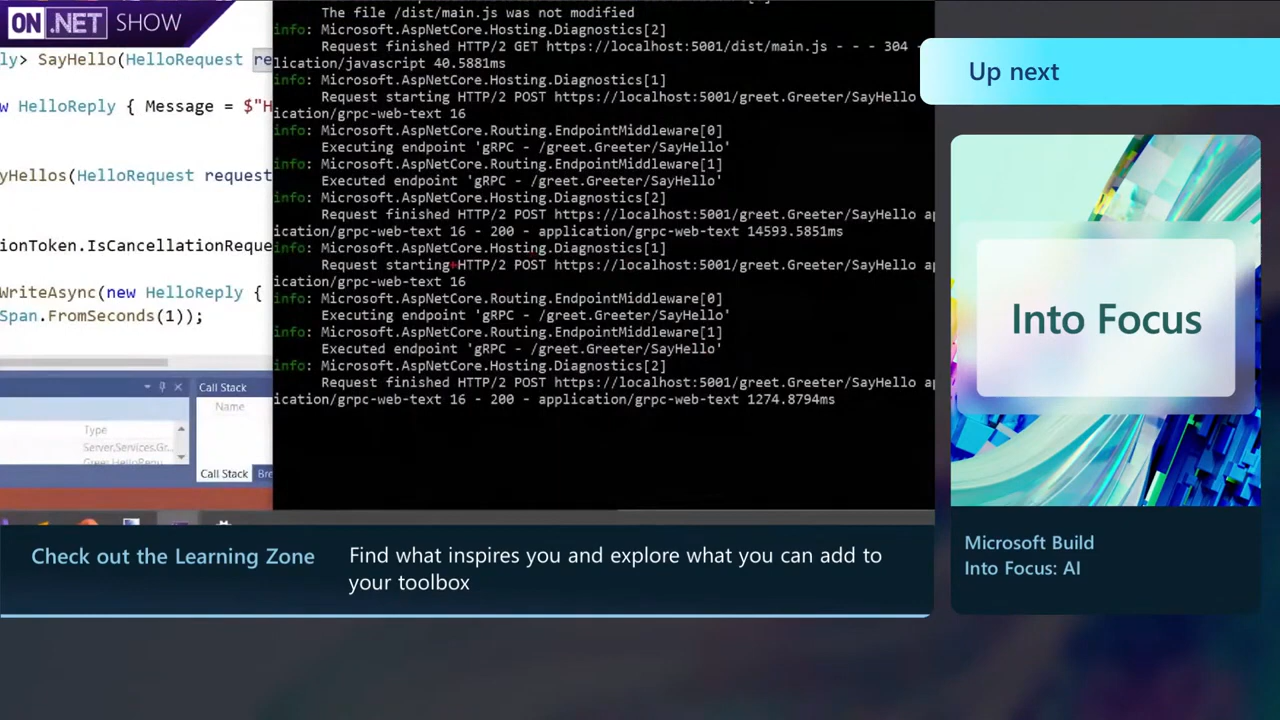 ON .NET SHOW
ly> SayHello(HelloRequest re
w HelloReply { Message = $"H
yHellos(HelloRequest request
ionToken.IsCancellationReque
WriteAsync(new HelloReply {
Span.FromSeconds(1));
Call Stack
Name
Type
Server.Services.Gr...
Greet.HelloRequ
Call Stack
Bre
The file /dist/main.js was not modified
info: Microsoft.AspNetCore.Hosting.Diagnostics[2]
Request finished HTTP/2 GET https://localhost:5001/dist/main.js - - - 304 -
lication/javascript 40.5881ms
info: Microsoft.AspNetCore.Hosting.Diagnostics[1]
Request starting HTTP/2 POST https://localhost:5001/greet.Greeter/SayHello
ication/grpc-web-text 16
info: Microsoft.AspNetCore.Routing.EndpointMiddleware[0]
Executing endpoint 'gRPC - /greet.Greeter/SayHello'
info: Microsoft.AspNetCore.Routing.EndpointMiddleware[1]
Executed endpoint 'gRPC - /greet.Greeter/SayHello'
info: Microsoft.AspNetCore.Hosting.Diagnostics[2]
Request finished HTTP/2 POST https://localhost:5001/greet.Greeter/SayHello ap
ication/grpc-web-text 16 - 200 - application/grpc-web-text 14593.5851ms
info: Microsoft.AspNetCore.Hosting.Diagnostics[1]
Request starting HTTP/2 POST https://localhost:5001/greet.Greeter/SayHello ap
ication/grpc-web-text 16
info: Microsoft.AspNetCore.Routing.EndpointMiddleware[0]
Executing endpoint 'gRPC - /greet.Greeter/SayHello'
info: Microsoft.AspNetCore.Routing.EndpointMiddleware[1]
Executed endpoint 'gRPC - /greet.Greeter/SayHello'
info: Microsoft.AspNetCore.Hosting.Diagnostics[2]
Request finished HTTP/2 POST https://localhost:5001/greet.Greeter/SayHello ap
ication/grpc-web-text 16 - 200 - application/grpc-web-text 1274.8794ms
Up next
Into Focus
Microsoft Build
Into Focus: AI
Check out the Learning Zone
Find what inspires you and explore what you can add to
your toolbox